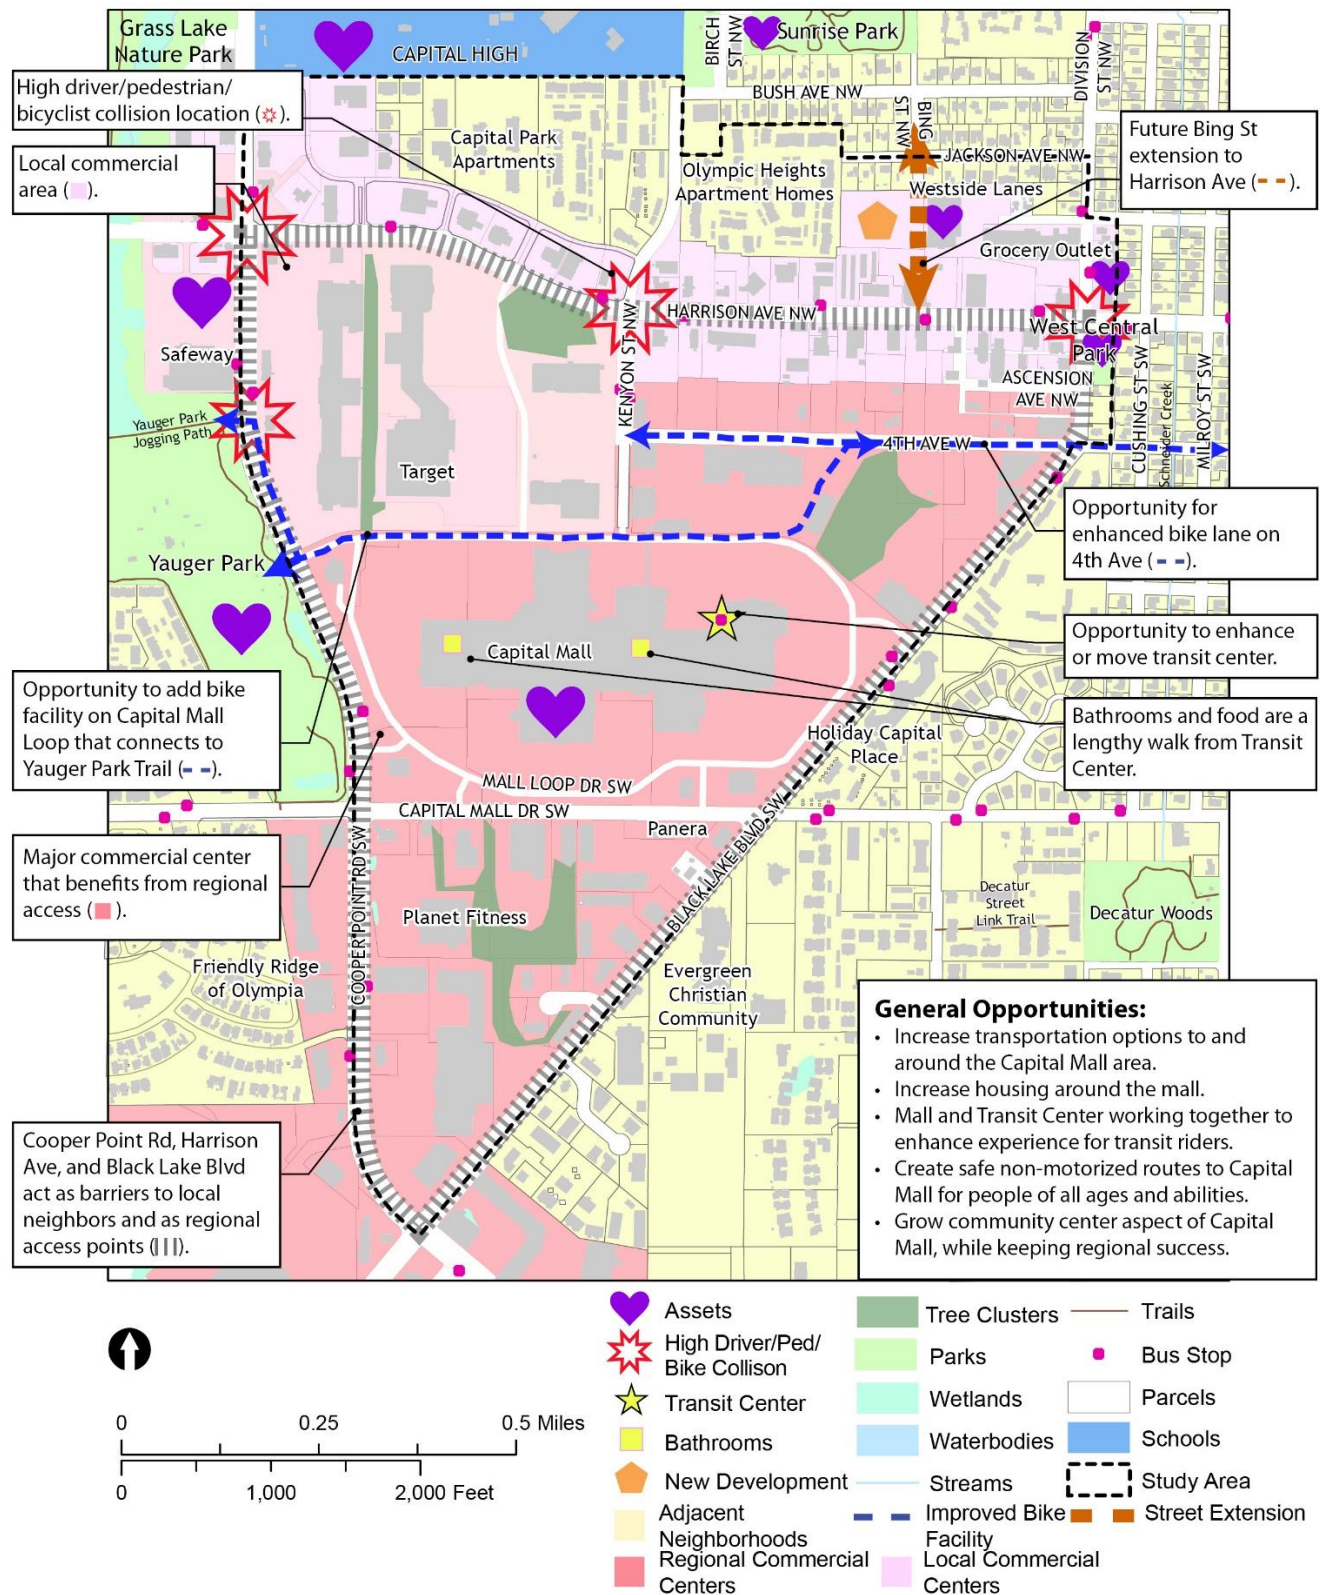 Grass Lake
Nature Park
CAPITAL HIGH
BIRCH
ST NW
Sunrise Park
DIVISION
ST NW
BUSH AVE NW
BING
ST NW
High driver/pedestrian/
bicyclist collision location ( ).
Local commercial
area ( ).
Capital Park
Apartments
Olympic Heights
Apartment Homes
JACKSON AVE NW
Westside Lanes
Future Bing St
extension to
Harrison Ave ( ).
Grocery Outlet
HARRISON AVE NW
West Central
Park
KENYON ST NW
Safeway
ASCENSION
AVE NW
CUSHING ST SW
Schneider Creek
MILROY ST SW
Yauger Park
Jogging Path
4TH AVE W
Target
Opportunity for
enhanced bike lane on
4th Ave ( ).
Yauger Park
Opportunity to enhance
or move transit center.
Capital Mall
Opportunity to add bike
facility on Capital Mall
Loop that connects to
Yauger Park Trail ( ).
Bathrooms and food are a
lengthy walk from Transit
Center.
Holiday Capital
Place
MALL LOOP DR SW
CAPITAL MALL DR SW
Panera
BLACK LAKE BLVD SW
COOPER POINT RD SW
Major commercial center
that benefits from regional
access ( ).
Planet Fitness
Decatur
Street
Link Trail
Decatur Woods
Friendly Ridge
of Olympia
Evergreen
Christian
Community
General Opportunities:
• Increase transportation options to and
around the Capital Mall area.
• Increase housing around the mall.
• Mall and Transit Center working together to
enhance experience for transit riders.
• Create safe non-motorized routes to Capital
Mall for people of all ages and abilities.
• Grow community center aspect of Capital
Mall, while keeping regional success.
Cooper Point Rd, Harrison
Ave, and Black Lake Blvd
act as barriers to local
neighbors and as regional
access points ( ).
0 0.25 0.5 Miles
0 1,000 2,000 Feet
Assets
High Driver/Ped/
Bike Collison
Transit Center
Bathrooms
New Development
Adjacent
Neighborhoods
Regional Commercial
Centers
Tree Clusters
Parks
Wetlands
Waterbodies
Streams
Improved Bike
Facility
Local Commercial
Centers
Trails
Bus Stop
Parcels
Schools
Study Area
Street Extension